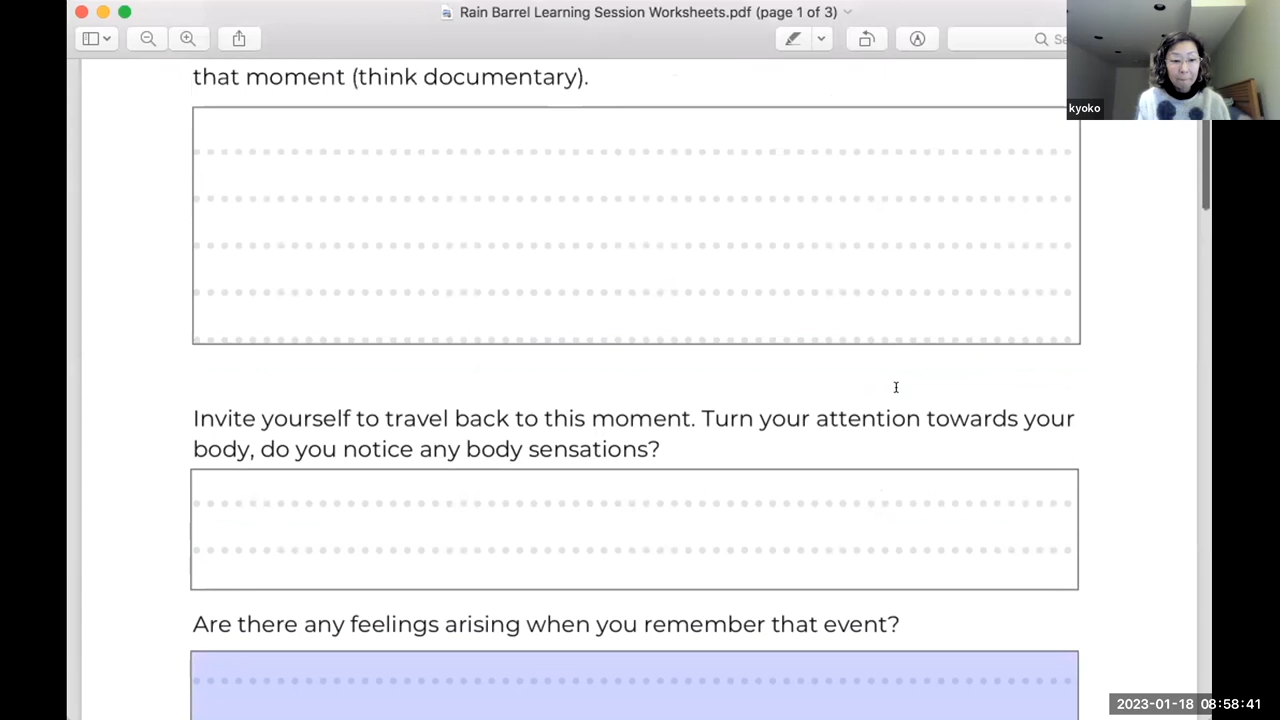 Rain Barrel Learning Session Worksheets.pdf (page 1 of 3)
that moment (think documentary).
kyoko
Invite yourself to travel back to this moment. Turn your attention towards your
body, do you notice any body sensations?
Are there any feelings arising when you remember that event?
2023-01-18 08:58:41